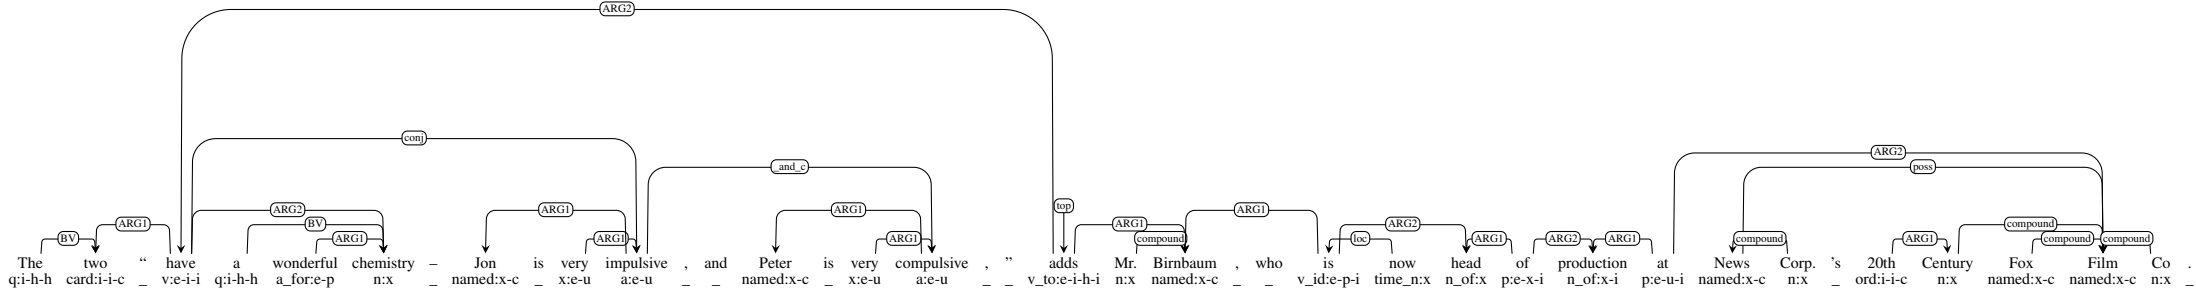 ARG2
conj
ARG2
_and_c
poss
top
ARG2 ARG1 ARG1 ARG1
ARG1 BV ARG1 ARG1 ARG2 compound
BV ARG1 ARG1 ARG1 compound loc ARG1 ARG2 ARG1 compound ARG1 compound compound
The two “ have a wonderful chemistry – Jon is very impulsive , and Peter is very compulsive , ” adds Mr. Birnbaum , who is now head of production at News Corp. 's 20th Century Fox Film Co .
q:i-h-h card:i-i-c _ v:e-i-i q:i-h-h a_for:e-p n:x _ named:x-c _ x:e-u a:e-u _ _ named:x-c _ x:e-u a:e-u _ _ v_to:e-i-h-i n:x named:x-c _ _ v_id:e-p-i time_n:x n_of:x p:e-x-i n_of:x-i p:e-u-i named:x-c n:x _ ord:i-i-c n:x named:x-c named:x-c n:x _